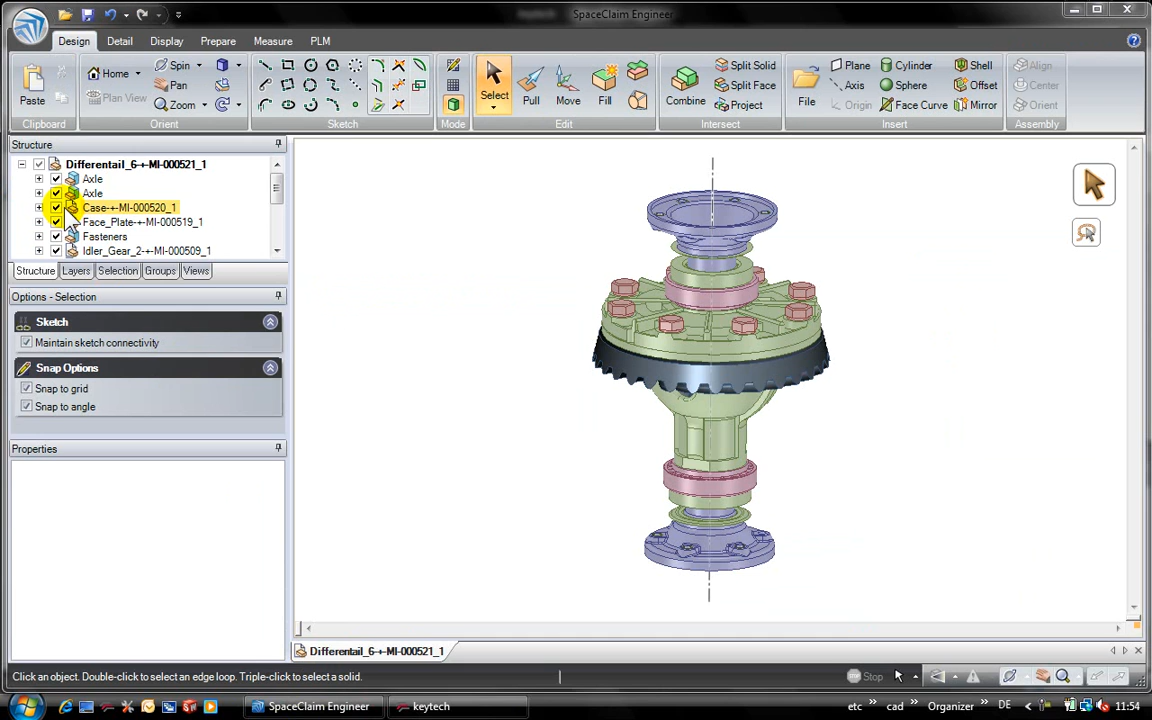 SpaceClaim Engineer
Design Detail Display Prepare Measure PLM
Home Spin Plane Cylinder Shell Align
Split Solid
Plan View Pan Split Face Axis Sphere Offset Center
Paste Zoom Select Pull Move Fill Combine Project File Origin Face Curve Mirror Orient
Clipboard Orient Sketch Mode Edit Intersect Insert Assembly
Structure
Differentail_6-+-MI-000521_1
Axle
Axle
Case-+-MI-000520_1
Face_Plate-+-MI-000519_1
Fasteners
Idler_Gear_2-+-MI-000509_1
Structure Layers Selection Groups Views
Options - Selection
Sketch
Maintain sketch connectivity
Snap Options
Snap to grid
Snap to angle
Properties
Differentail_6-+-MI-000521_1
Click an object. Double-click to select an edge loop. Triple-click to select a solid.
Stop
SpaceClaim Engineer keytech etc cad Organizer DE 11:54